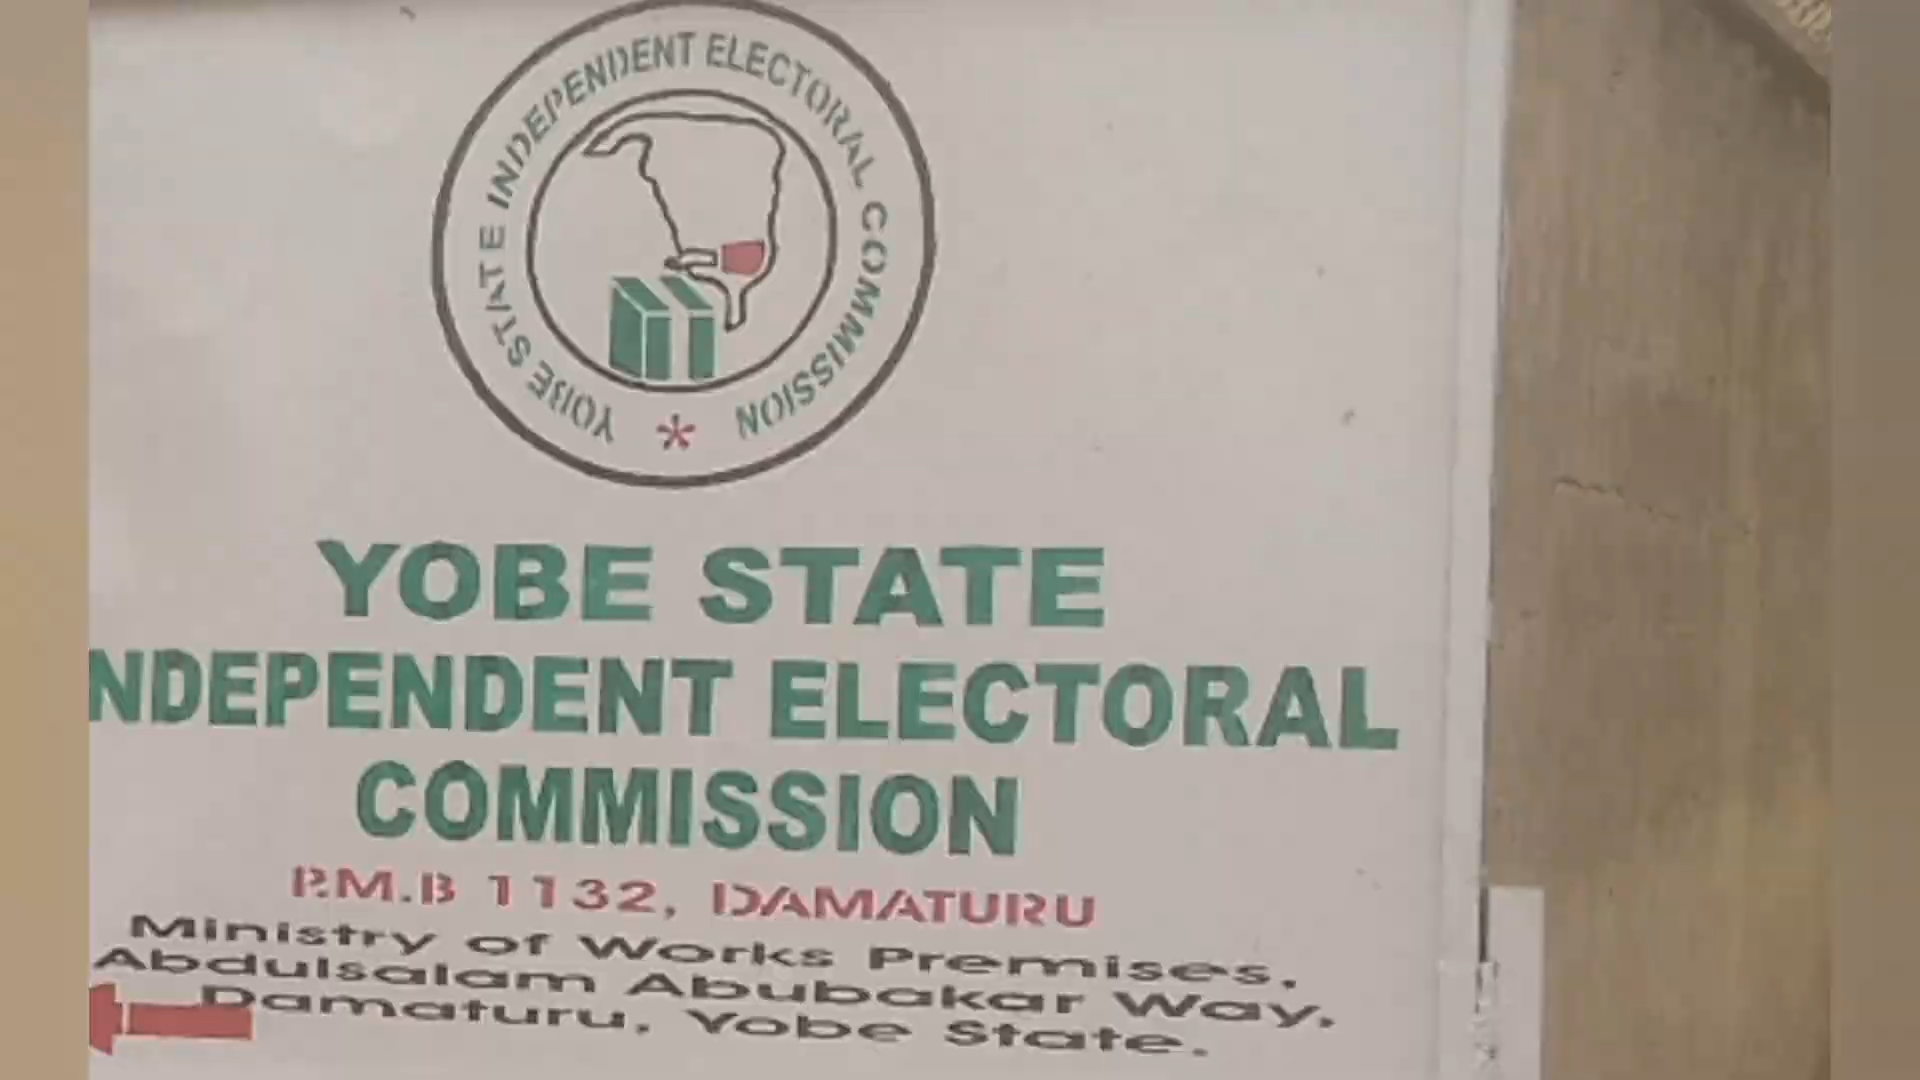 YOBE STATE INDEPENDENT ELECTORAL COMMISSION *
YOBE STATE
NDEPENDENT ELECTORAL
COMMISSION
P.M.B 1132, DAMATURU
Ministry of Works Premises,
Abdulsalam Abubakar Way,
Damaturu, Yobe State.